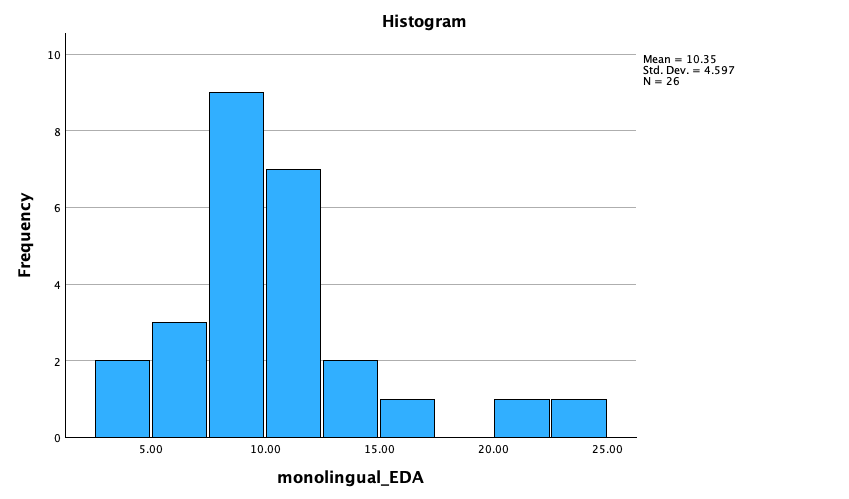 Histogram
Mean = 10.35
Std. Dev. = 4.597
N = 26
10
8
6
4
2
0
Frequency
5.00 10.00 15.00 20.00 25.00
monolingual_EDA